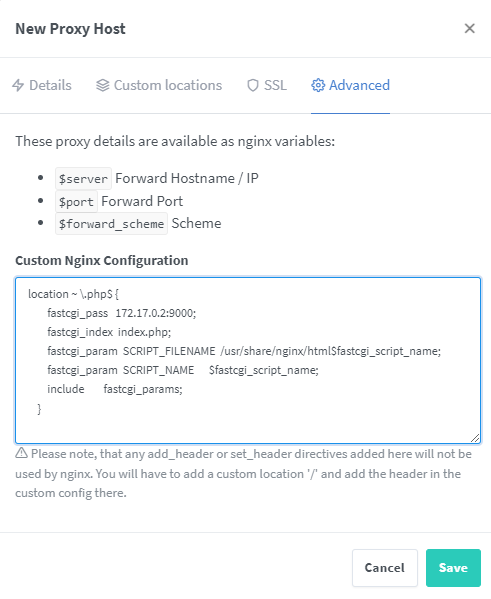 New Proxy Host
Details Custom locations SSL Advanced
These proxy details are available as nginx variables:
$server Forward Hostname / IP
$port Forward Port
$forward_scheme Scheme
Custom Nginx Configuration
location ~ \.php$ {
fastcgi_pass 172.17.0.2:9000;
fastcgi_index index.php;
fastcgi_param SCRIPT_FILENAME /usr/share/nginx/html$fastcgi_script_name;
fastcgi_param SCRIPT_NAME $fastcgi_script_name;
include fastcgi_params;
}
Please note, that any add_header or set_header directives added here will not be
used by nginx. You will have to add a custom location '/' and add the header in the
custom config there.
Cancel Save